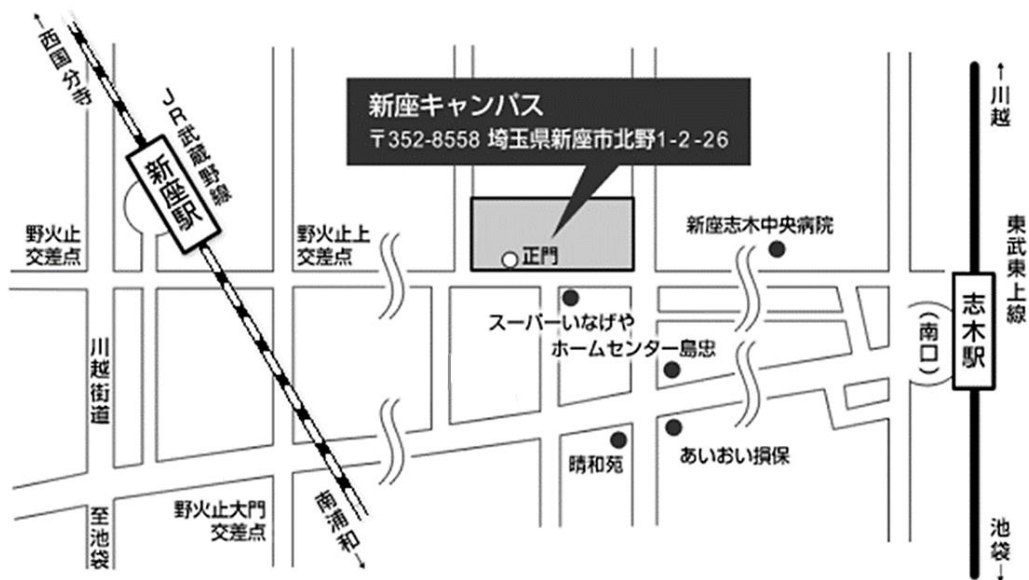 ↑西国分寺
JR武蔵野線
新座駅
新座キャンパス
〒352-8558 埼玉県新座市北野1-2-26
↑川越
野火止
交差点
野火止上
交差点
正門
新座志木中央病院
東武東上線
志木駅
(南口)
スーパーいなげや
ホームセンター島忠
川越街道
晴和苑
あいおい損保
野火止大門
交差点
至池袋
南浦和→
池袋↓